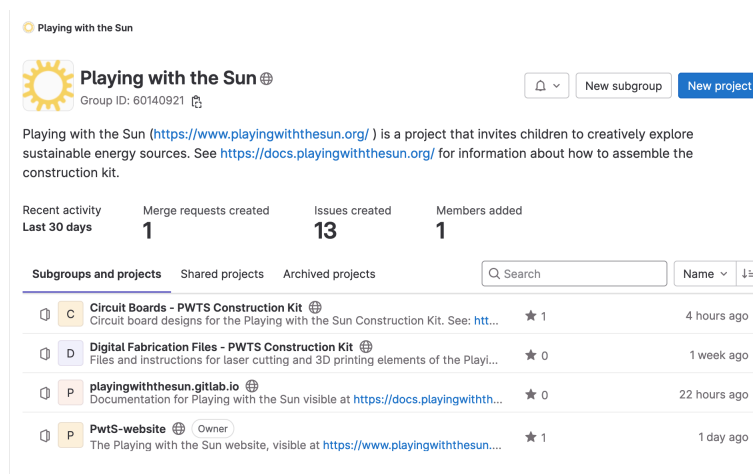 Playing with the Sun
Playing with the Sun
Group ID: 60140921
New subgroup
New project
Playing with the Sun (https://www.playingwiththesun.org/ ) is a project that invites children to creatively explore
sustainable energy sources. See https://docs.playingwiththesun.org/ for information about how to assemble the
construction kit.
Recent activity
Last 30 days
Merge requests created
1
Issues created
13
Members added
1
Subgroups and projects
Shared projects
Archived projects
Search
Name
C
Circuit Boards - PWTS Construction Kit
Circuit board designs for the Playing with the Sun Construction Kit. See: htt...
1
4 hours ago
D
Digital Fabrication Files - PWTS Construction Kit
Files and instructions for laser cutting and 3D printing elements of the Playi...
0
1 week ago
P
playingwiththesun.gitlab.io
Documentation for Playing with the Sun visible at https://docs.playingwithth...
0
22 hours ago
P
PwtS-website
Owner
The Playing with the Sun website, visible at https://www.playingwiththesun....
1
1 day ago